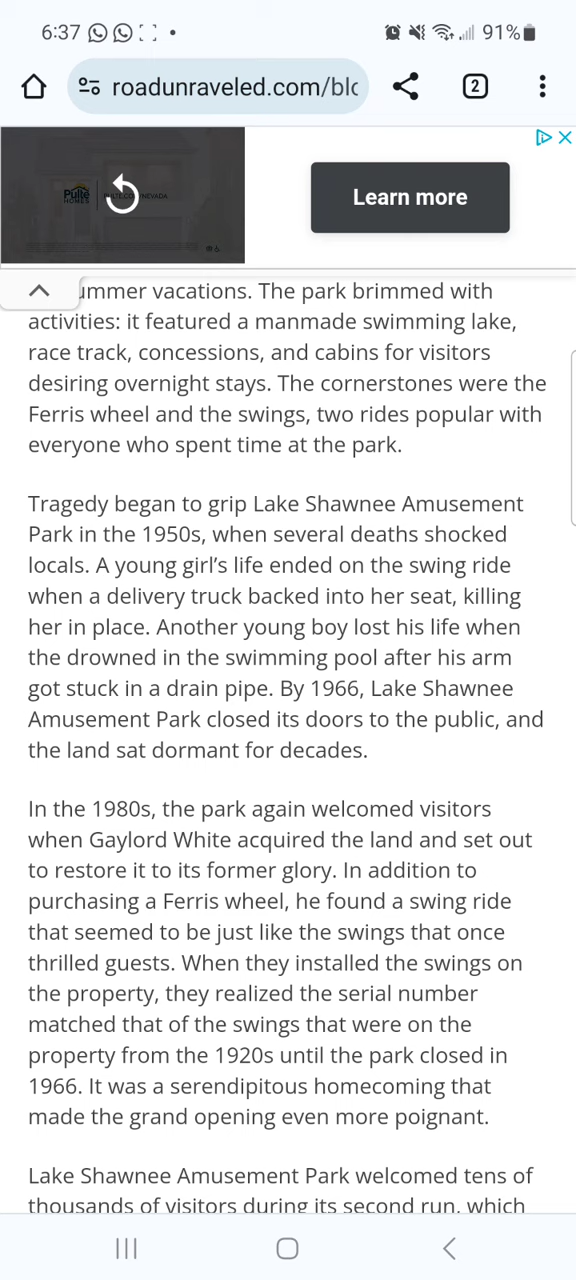 6:37
91%
roadunraveled.com/blc
2
Pulte
HOMES
NEVADA
Learn more
ummer vacations. The park brimmed with
activities: it featured a manmade swimming lake,
race track, concessions, and cabins for visitors
desiring overnight stays. The cornerstones were the
Ferris wheel and the swings, two rides popular with
everyone who spent time at the park.
Tragedy began to grip Lake Shawnee Amusement
Park in the 1950s, when several deaths shocked
locals. A young girl’s life ended on the swing ride
when a delivery truck backed into her seat, killing
her in place. Another young boy lost his life when
the drowned in the swimming pool after his arm
got stuck in a drain pipe. By 1966, Lake Shawnee
Amusement Park closed its doors to the public, and
the land sat dormant for decades.
In the 1980s, the park again welcomed visitors
when Gaylord White acquired the land and set out
to restore it to its former glory. In addition to
purchasing a Ferris wheel, he found a swing ride
that seemed to be just like the swings that once
thrilled guests. When they installed the swings on
the property, they realized the serial number
matched that of the swings that were on the
property from the 1920s until the park closed in
1966. It was a serendipitous homecoming that
made the grand opening even more poignant.
Lake Shawnee Amusement Park welcomed tens of
thousands of visitors during its second run, which